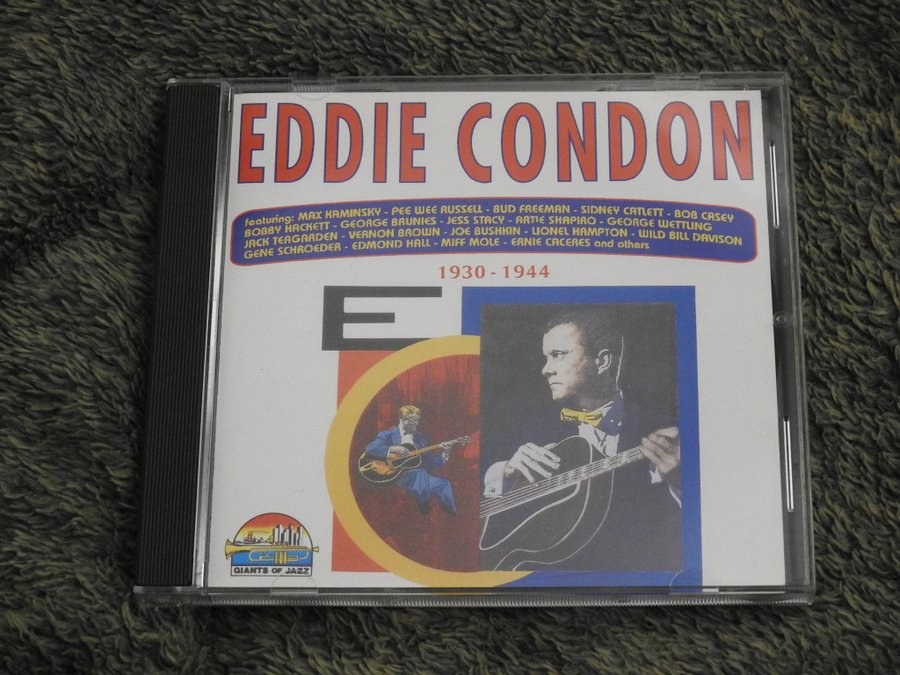 EDDIE CONDON
featuring: MAX KAMINSKY - PEE WEE RUSSELL - BUD FREEMAN - SIDNEY CATLETT - BOB CASEY
BOBBY HACKETT - GEORGE BRUNIES - JESS STACY - ARTIE SHAPIRO - GEORGE WETTLING
JACK TEAGARDEN - VERNON BROWN - JOE BUSHKIN - LIONEL HAMPTON - WILD BILL DAVISON
GENE SCHROEDER - EDMOND HALL - MIFF MOLE - ERNIE CACERES and others
1930 - 1944
E
C
GIANTS OF JAZZ